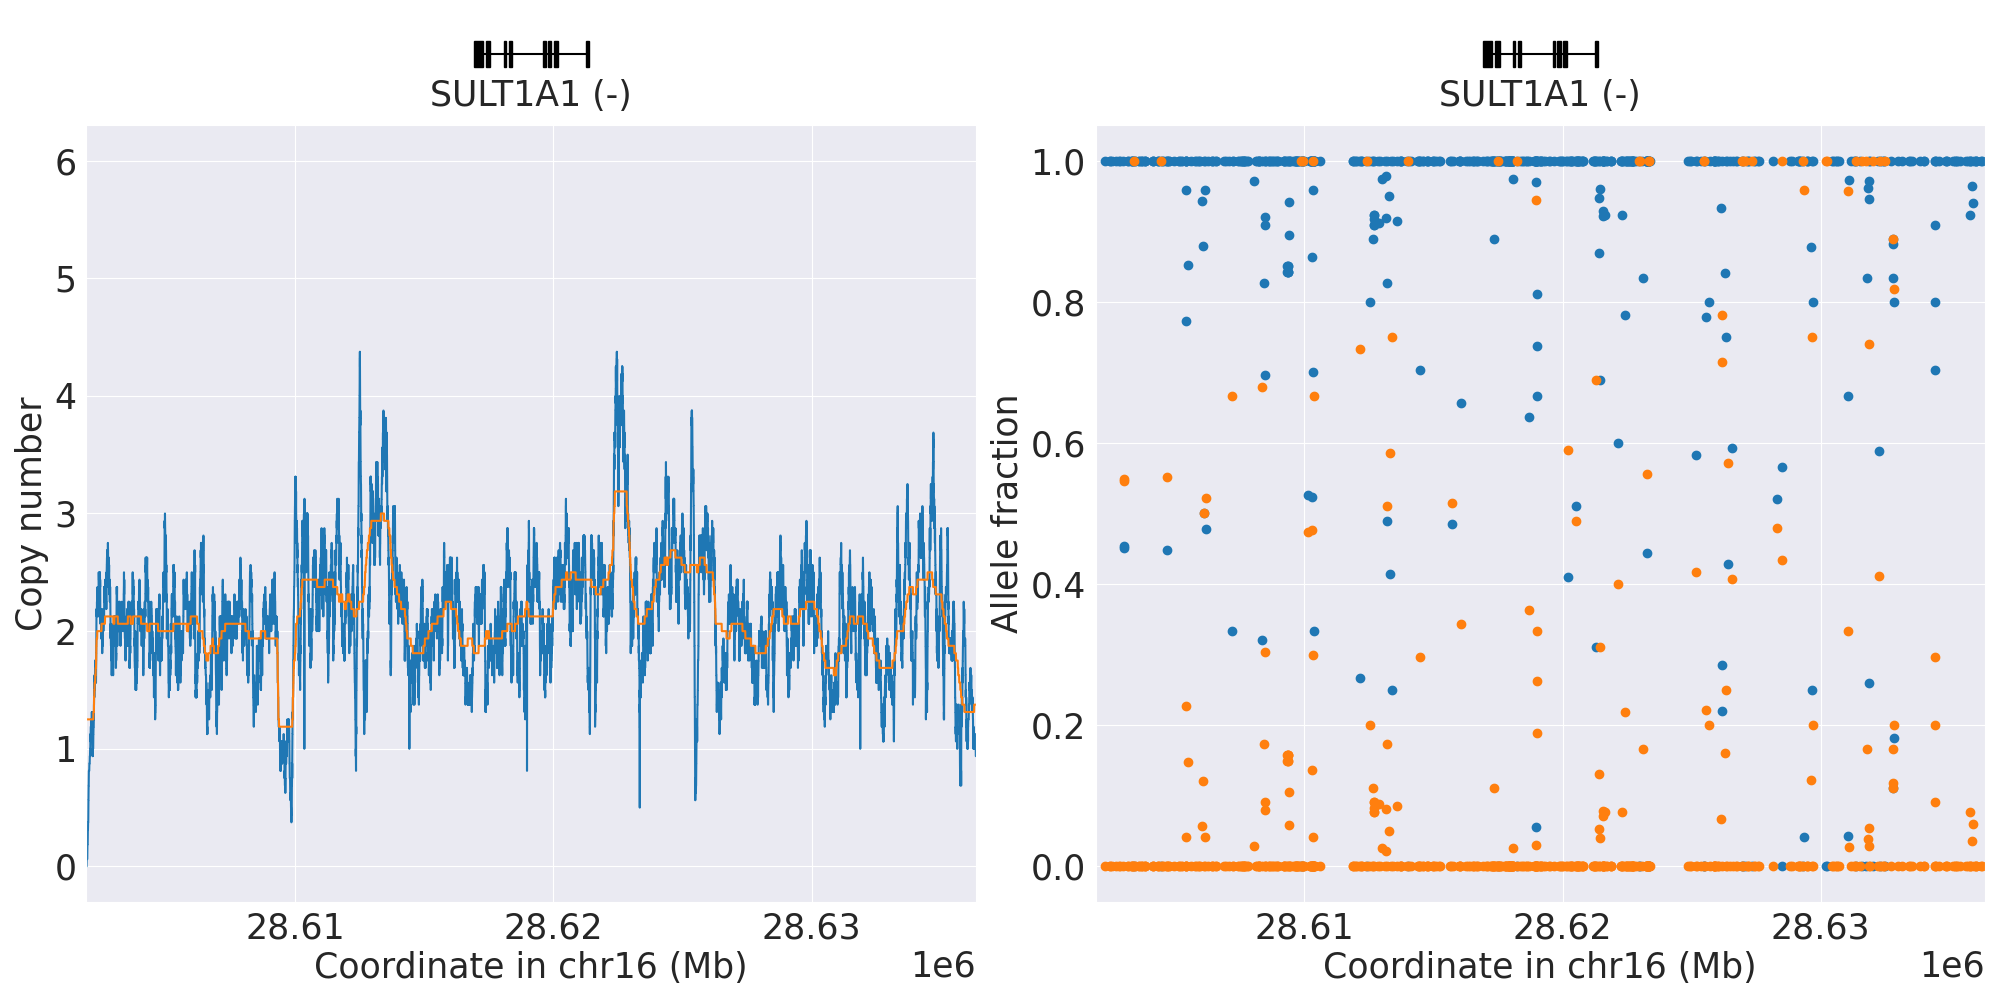 SULT1A1 (-)
6
5
4
3
2
1
0
Copy number
28.61
28.62
28.63
Coordinate in chr16 (Mb)
1e6
SULT1A1 (-)
1.0
0.8
0.6
0.4
0.2
0.0
Allele fraction
28.61
28.62
28.63
Coordinate in chr16 (Mb)
1e6